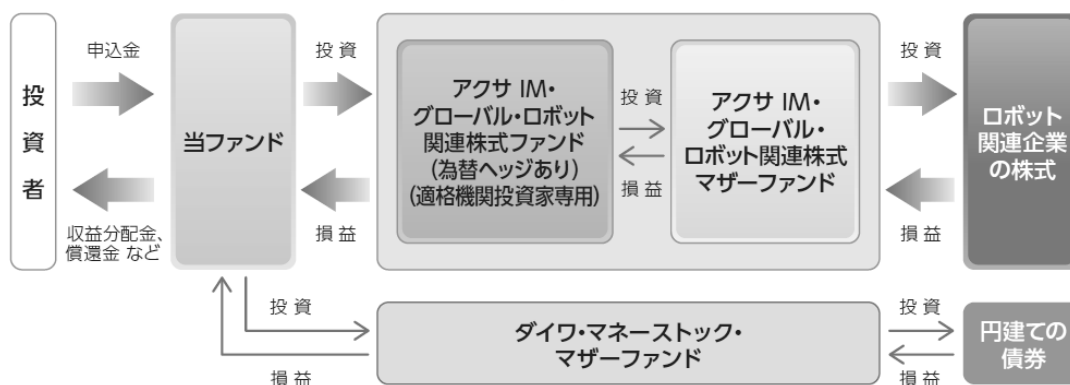 投資者
申込金
収益分配金、
償還金 など
当ファンド
投 資
損 益
アクサ IM・
グローバル・ロボット
関連株式ファンド
(為替ヘッジあり)
(適格機関投資家専用)
投 資
損 益
アクサ IM・
グローバル・
ロボット関連株式
マザーファンド
投 資
損 益
ロボット
関連企業
の株式
投 資
損 益
ダイワ・マネーストック・
マザーファンド
投 資
損 益
円建ての
債券